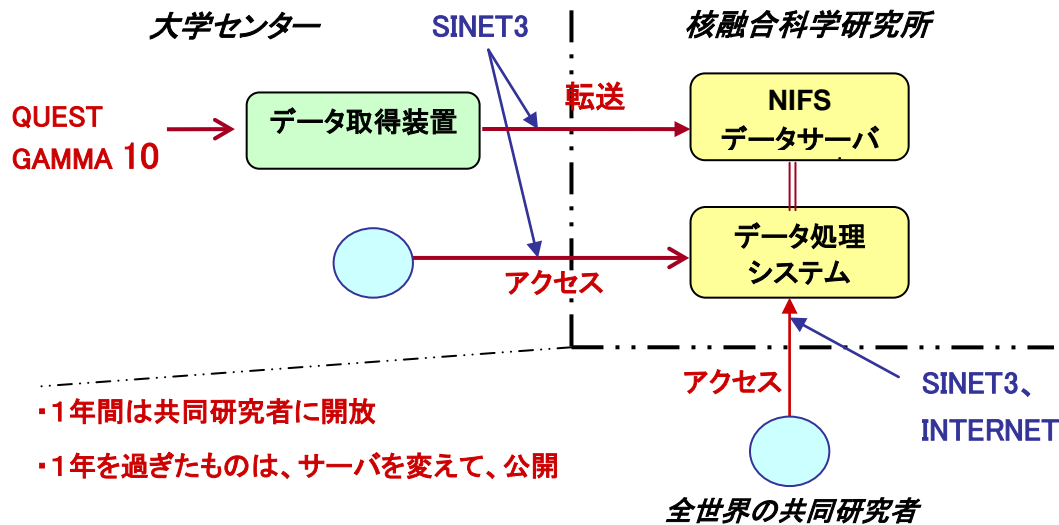 大学センター
SINET3
核融合科学研究所
QUEST
GAMMA 10
データ取得装置
転送
NIFS
データサーバ
データ処理
システム
アクセス
アクセス
SINET3、
INTERNET
・1年間は共同研究者に開放
・1年を過ぎたものは、サーバを変えて、公開
全世界の共同研究者